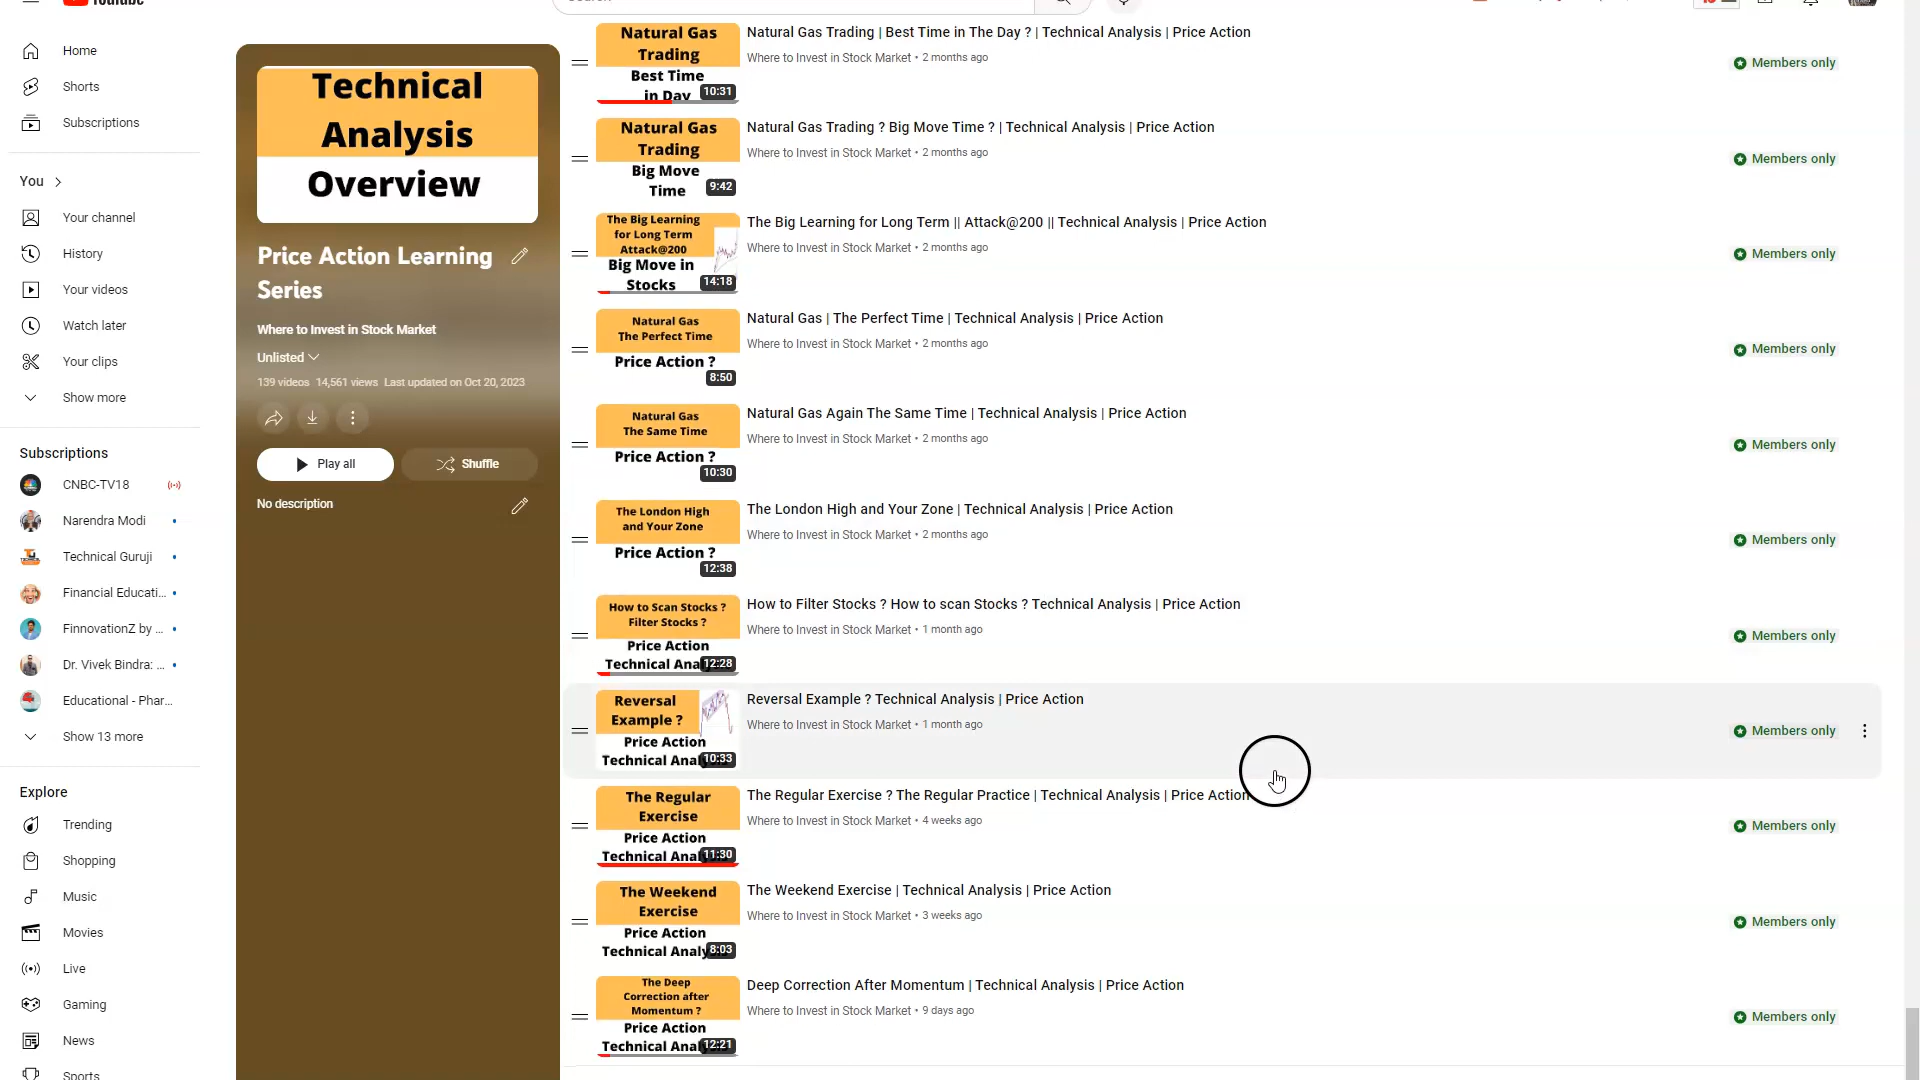 YouTube
Home
Shorts
Subscriptions
You
Your channel
History
Your videos
Watch later
Your clips
Show more
Subscriptions
CNBC-TV18
Narendra Modi
Technical Guruji
Financial Educati...
FinnovationZ by ...
Dr. Vivek Bindra: ...
Educational - Phar...
Show 13 more
Explore
Trending
Shopping
Music
Movies
Live
Gaming
News
Sports
Technical
Analysis
Overview
Price Action Learning
Series
Where to Invest in Stock Market
Unlisted
139 videos 14,561 views Last updated on Oct 20, 2023
Play all
Shuffle
No description
Natural Gas
Trading
Best Time
in Day
10:31
Natural Gas Trading | Best Time in The Day ? | Technical Analysis | Price Action
Where to Invest in Stock Market • 2 months ago
Members only
Natural Gas
Trading
Big Move
Time
9:42
Natural Gas Trading ? Big Move Time ? | Technical Analysis | Price Action
Where to Invest in Stock Market • 2 months ago
Members only
The Big Learning
for Long Term
Attack@200
Big Move in
Stocks
14:18
The Big Learning for Long Term || Attack@200 || Technical Analysis | Price Action
Where to Invest in Stock Market • 2 months ago
Members only
Natural Gas
The Perfect Time
Price Action ?
8:50
Natural Gas | The Perfect Time | Technical Analysis | Price Action
Where to Invest in Stock Market • 2 months ago
Members only
Natural Gas
The Same Time
Price Action ?
10:30
Natural Gas Again The Same Time | Technical Analysis | Price Action
Where to Invest in Stock Market • 2 months ago
Members only
The London High
and Your Zone
Price Action ?
12:38
The London High and Your Zone | Technical Analysis | Price Action
Where to Invest in Stock Market • 2 months ago
Members only
How to Scan Stocks ?
Filter Stocks ?
Price Action
Technical Anal
12:28
How to Filter Stocks ? How to scan Stocks ? Technical Analysis | Price Action
Where to Invest in Stock Market • 1 month ago
Members only
Reversal
Example ?
Price Action
Technical Anal
10:33
Reversal Example ? Technical Analysis | Price Action
Where to Invest in Stock Market • 1 month ago
Members only
The Regular
Exercise
Price Action
Technical Anal
11:30
The Regular Exercise ? The Regular Practice | Technical Analysis | Price Action
Where to Invest in Stock Market • 4 weeks ago
Members only
The Weekend
Exercise
Price Action
Technical Analy
8:03
The Weekend Exercise | Technical Analysis | Price Action
Where to Invest in Stock Market • 3 weeks ago
Members only
The Deep
Correction after
Momentum ?
Price Action
Technical Anal
12:21
Deep Correction After Momentum | Technical Analysis | Price Action
Where to Invest in Stock Market • 9 days ago
Members only